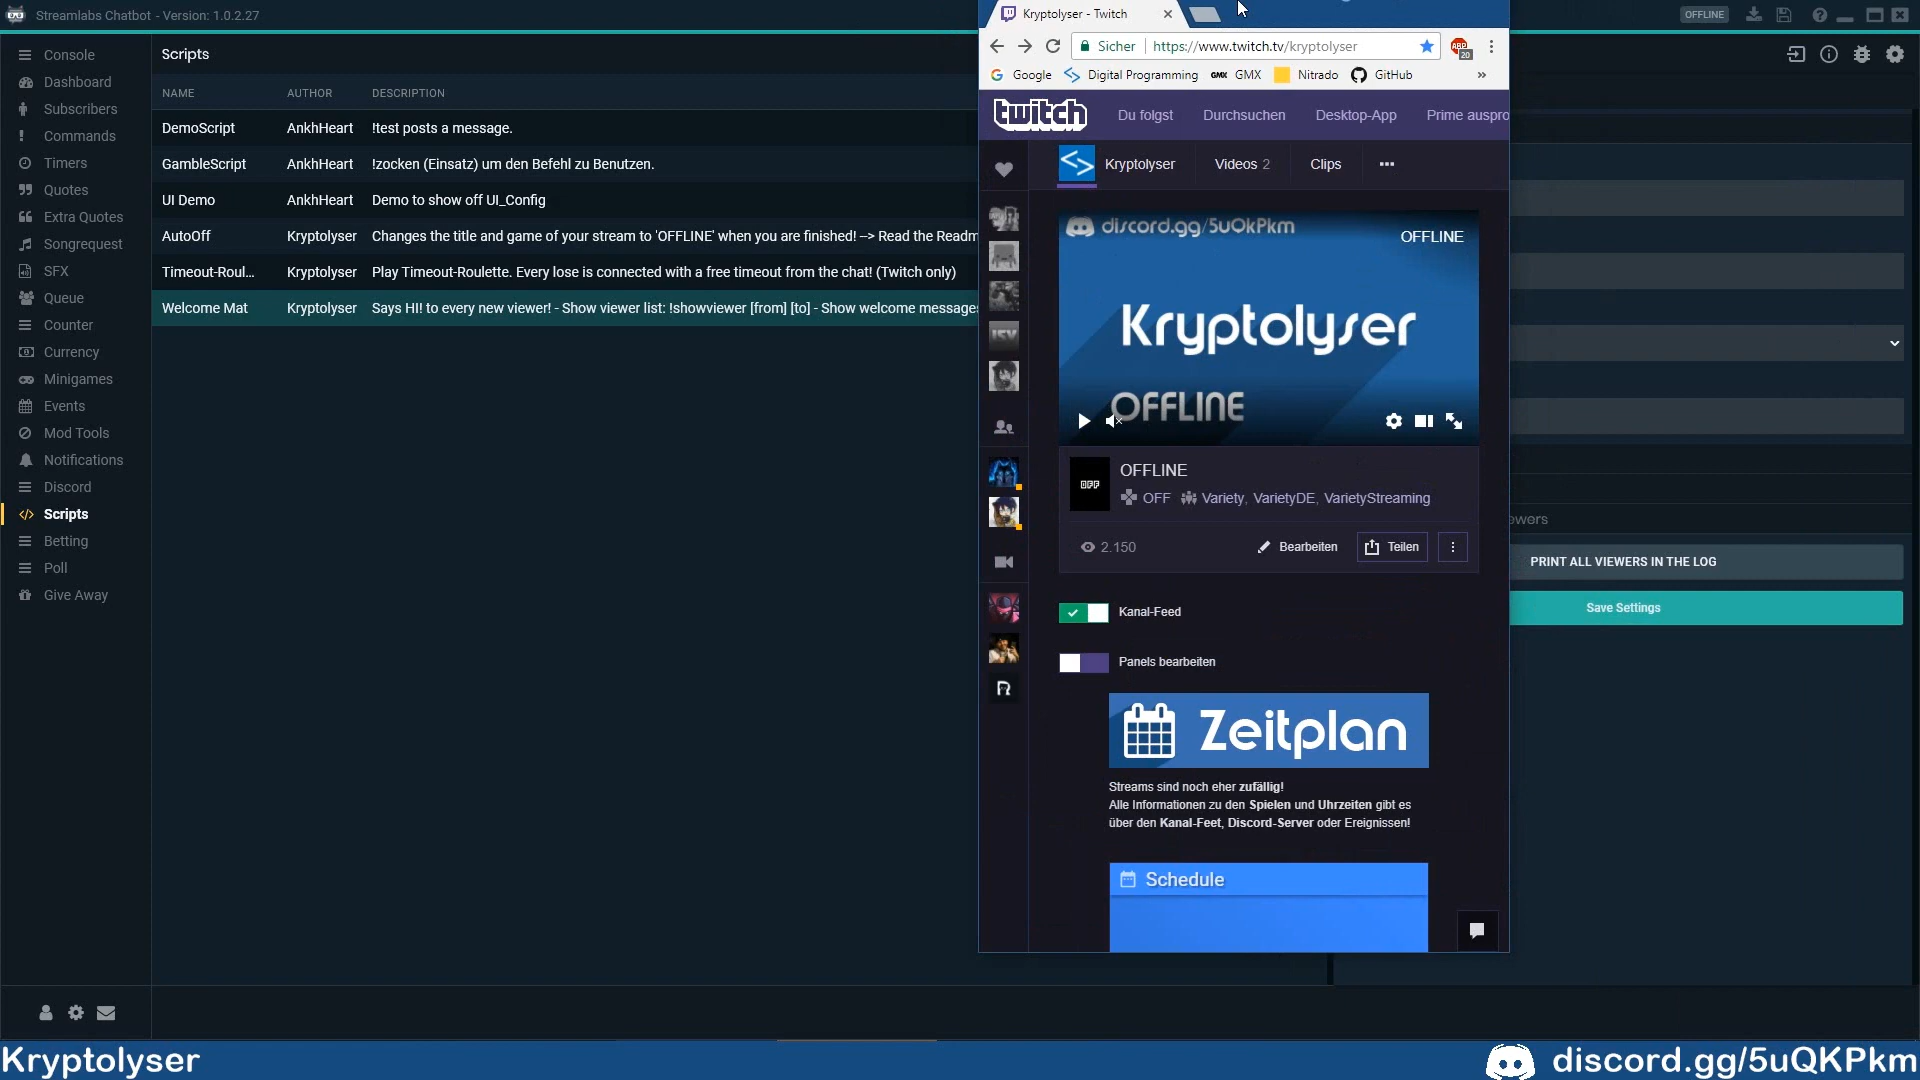 Streamlabs Chatbot - Version: 1.0.2.27
OFFLINE
Console
Dashboard
Subscribers
Commands
Timers
Quotes
Extra Quotes
Songrequest
SFX
Queue
Counter
Currency
Minigames
Events
Mod Tools
Notifications
Discord
Scripts
Betting
Poll
Give Away
Scripts
NAME AUTHOR DESCRIPTION
DemoScript AnkhHeart !test posts a message.
GambleScript AnkhHeart !zocken (Einsatz) um den Befehl zu Benutzen.
UI Demo AnkhHeart Demo to show off UI_Config
AutoOff Kryptolyser Changes the title and game of your stream to 'OFFLINE' when you are finished! --> Read the Readm
Timeout-Roul... Kryptolyser Play Timeout-Roulette. Every lose is connected with a free timeout from the chat! (Twitch only)
Welcome Mat Kryptolyser Says HI! to every new viewer! - Show viewer list: !showviewer [from] [to] - Show welcome message
Kryptolyser - Twitch
Sicher https://www.twitch.tv/kryptolyser
ABP
20
Google Digital Programming GMX GMX Nitrado GitHub »
twitch Du folgst Durchsuchen Desktop-App Prime auspro
Kryptolyser Videos 2 Clips
discord.gg/5uQkPkm
OFFLINE
Kryptolyser
OFFLINE
OFF
OFFLINE
OFF Variety, VarietyDE, VarietyStreaming
2.150 Bearbeiten Teilen
Kanal-Feed
Panels bearbeiten
Zeitplan
Streams sind noch eher zufällig!
Alle Informationen zu den Spielen und Uhrzeiten gibt es
über den Kanal-Feet, Discord-Server oder Ereignissen!
Schedule
owers
PRINT ALL VIEWERS IN THE LOG
Save Settings
Kryptolyser
discord.gg/5uQKPkm